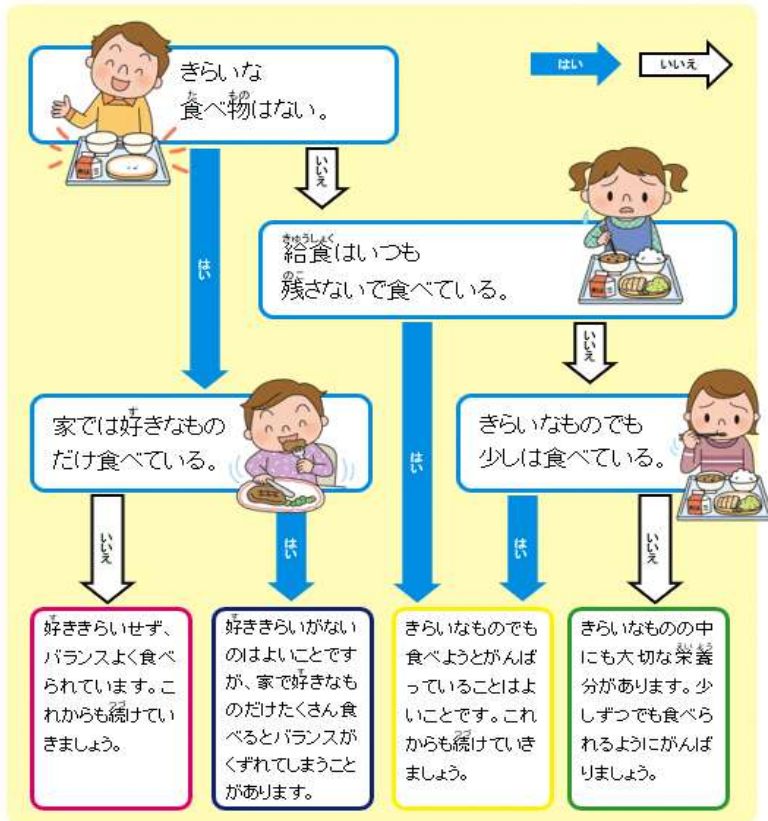 きらいな
食べ物はない。
はい
いいえ
いいえ
はい
給食はいつも
残さないで食べている。
いいえ
はい
家では好きなもの
だけ食べている。
きらいなものでも
少しは食べている。
いいえ
はい
はい
いいえ
好ききらいせず、
バランスよく食べ
られています。こ
れからも続けてい
きましょう。
好ききらいがない
のはよいことです
が、家で好きなも
のだけたくさん食
べるとバランスが
くずれてしまうこと
があります。
きらいなものでも
食べようとがんば
っていることはよ
いことです。これ
からも続けていき
ましょう。
きらいなものの中
にも大切な栄養
分があります。少
しずつでも食べら
れるようにがんば
りましょう。